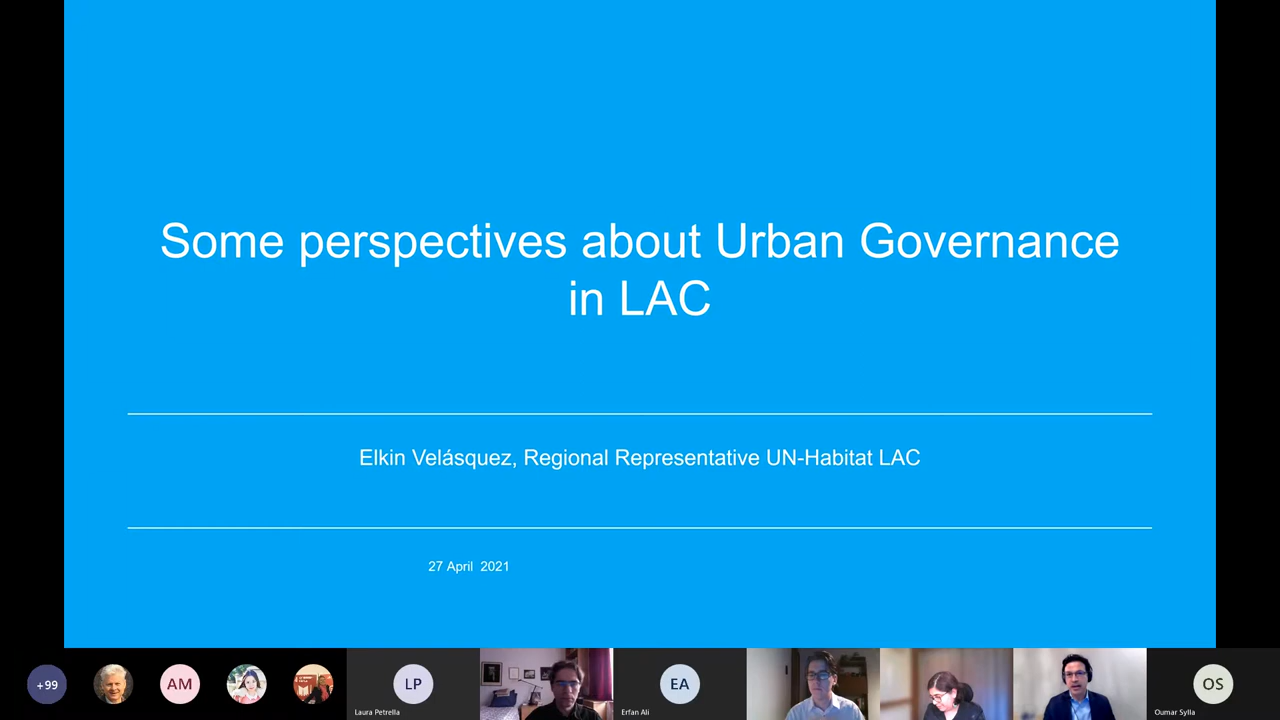 Some perspectives about Urban Governance
in LAC
Elkin Velásquez, Regional Representative UN-Habitat LAC
27 April 2021
+99
AM
LP
Laura Petrella
EA
Erfan Ali
OS
Oumar Sylla